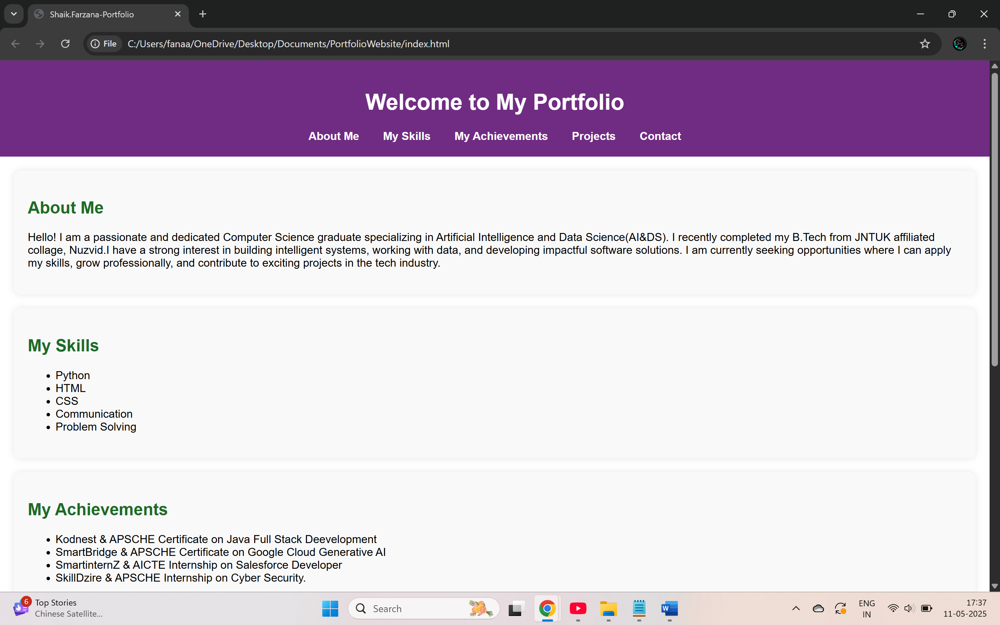 Shaik.Farzana-Portfolio
File
C:/Users/fanaa/OneDrive/Desktop/Documents/PortfolioWebsite/index.html
Welcome to My Portfolio
About Me My Skills My Achievements Projects Contact
About Me
Hello! I am a passionate and dedicated Computer Science graduate specializing in Artificial Intelligence and Data Science(AI&DS). I recently completed my B.Tech from JNTUK affiliated
collage, Nuzvid.I have a strong interest in building intelligent systems, working with data, and developing impactful software solutions. I am currently seeking opportunities where I can apply
my skills, grow professionally, and contribute to exciting projects in the tech industry.
My Skills
• Python
• HTML
• CSS
• Communication
• Problem Solving
My Achievements
• Kodnest & APSCHE Certificate on Java Full Stack Deevelopment
• SmartBridge & APSCHE Certificate on Google Cloud Generative AI
• SmartinternZ & AICTE Internship on Salesforce Developer
• SkillDzire & APSCHE Internship on Cyber Security.
6
Top Stories
Chinese Satellite...
Search
W
ENG
IN
17:37
11-05-2025